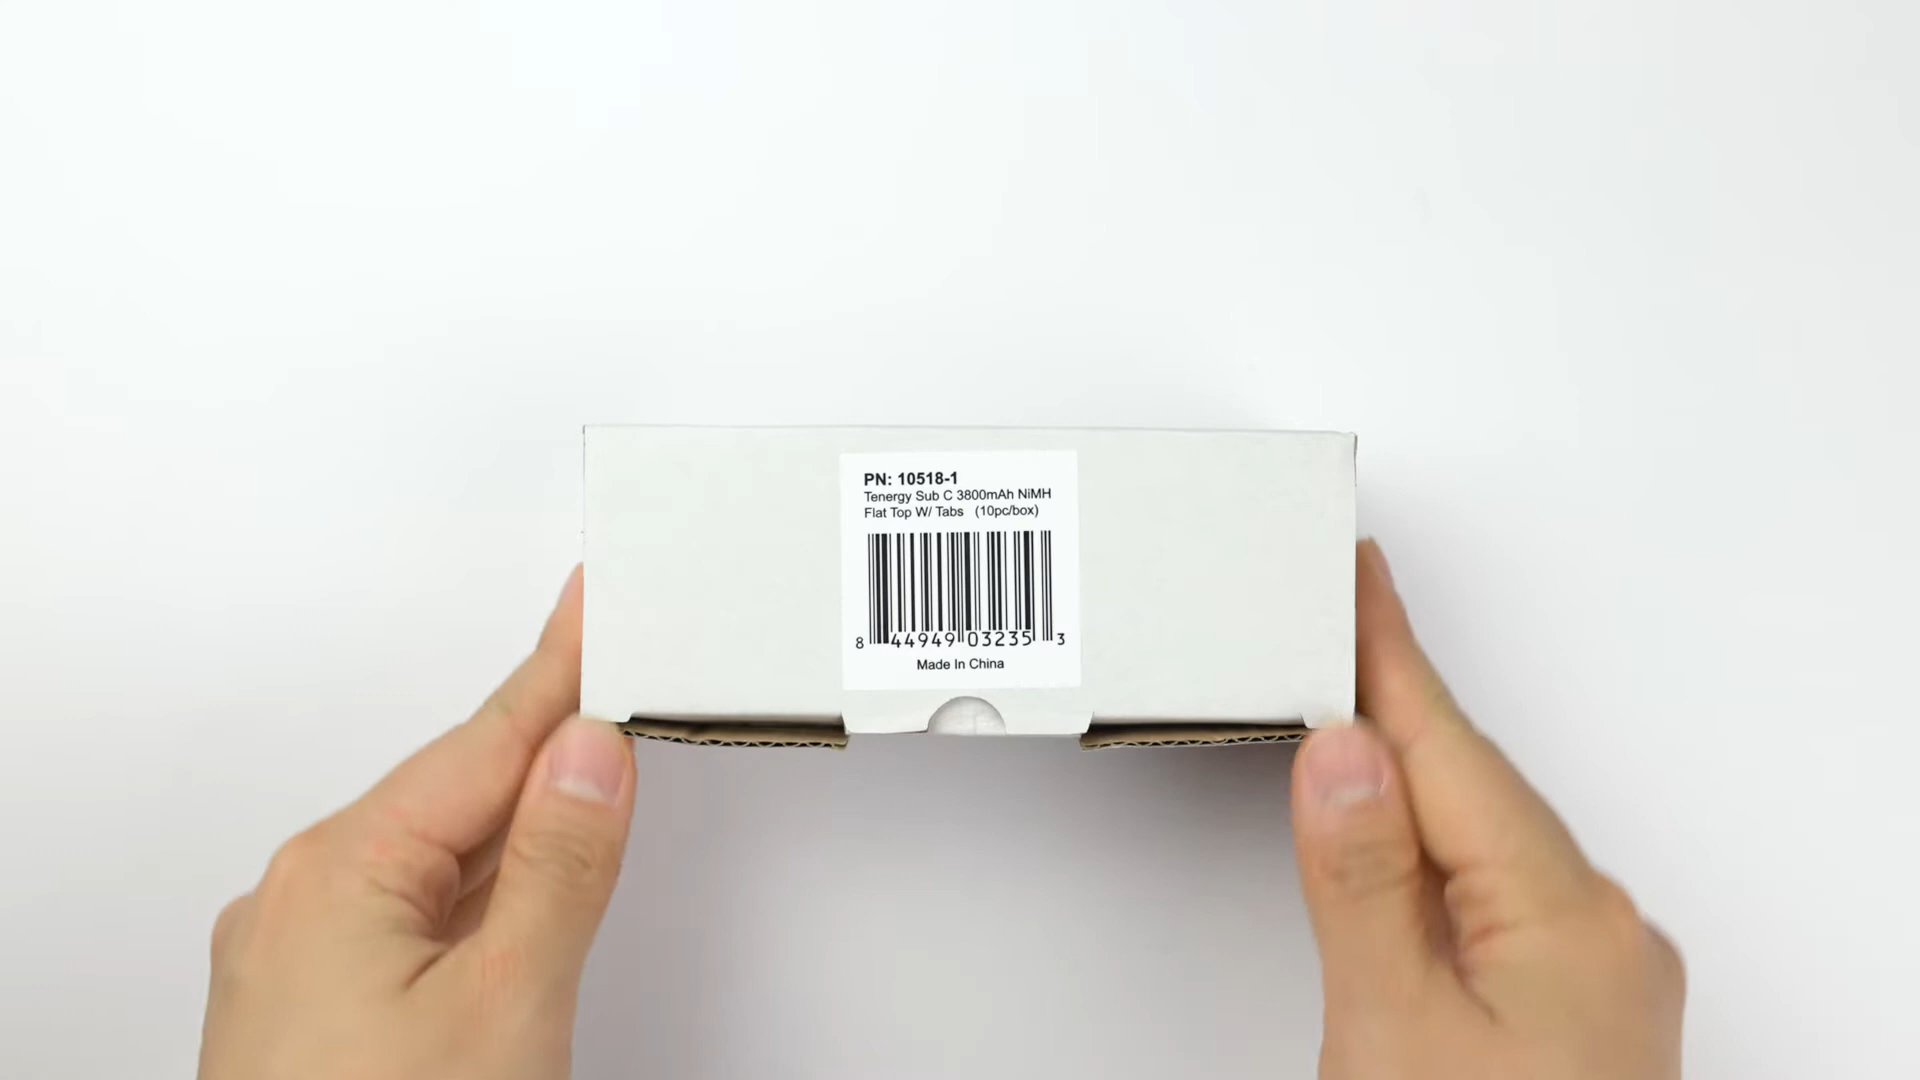 PN: 10518-1
Tenergy Sub C 3800mAh NiMH
Flat Top W/ Tabs (10pc/box)
8 44949 03235 3
Made In China